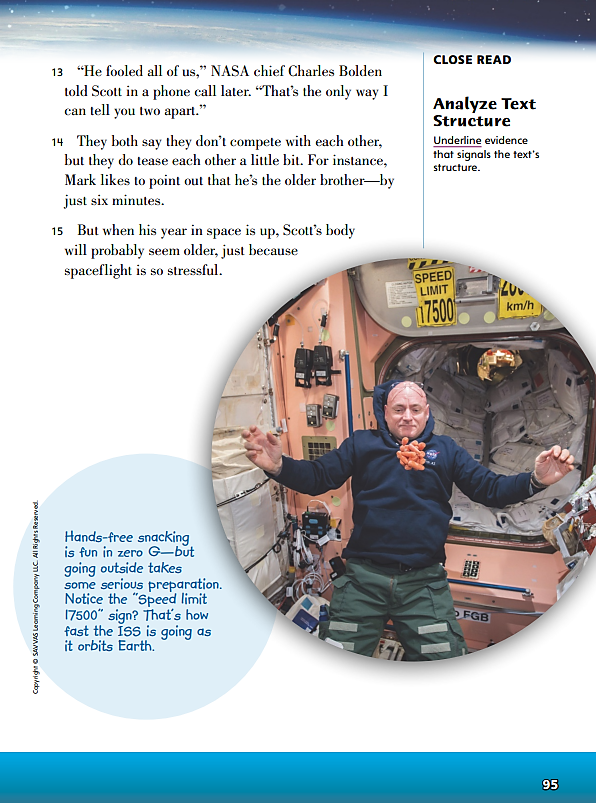 13 “He fooled all of us,” NASA chief Charles Bolden
told Scott in a phone call later. “That’s the only way I
can tell you two apart.”
14 They both say they don’t compete with each other,
but they do tease each other a little bit. For instance,
Mark likes to point out that he’s the older brother—by
just six minutes.
15 But when his year in space is up, Scott’s body
will probably seem older, just because
spaceflight is so stressful.
CLOSE READ
Analyze Text
Structure
Underline evidence
that signals the text’s
structure.
SPEED
LIMIT
17500
km/h
FGB
Hands-free snacking
is fun in zero G—but
going outside takes
some serious preparation.
Notice the “Speed limit
17500” sign? That’s how
fast the ISS is going as
it orbits Earth.
Copyright © SAVVAS Learning Company LLC. All Rights Reserved.
95